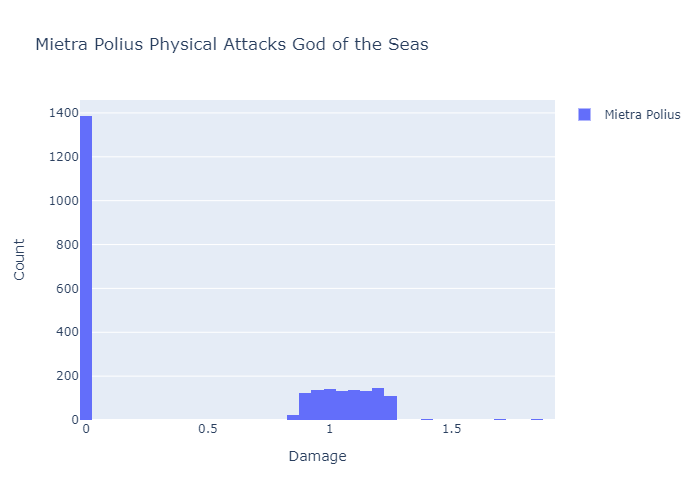 Mietra Polius Physical Attacks God of the Seas
Mietra Polius
1400
1200
1000
800
600
400
200
0
Count
0 0.5 1 1.5
Damage